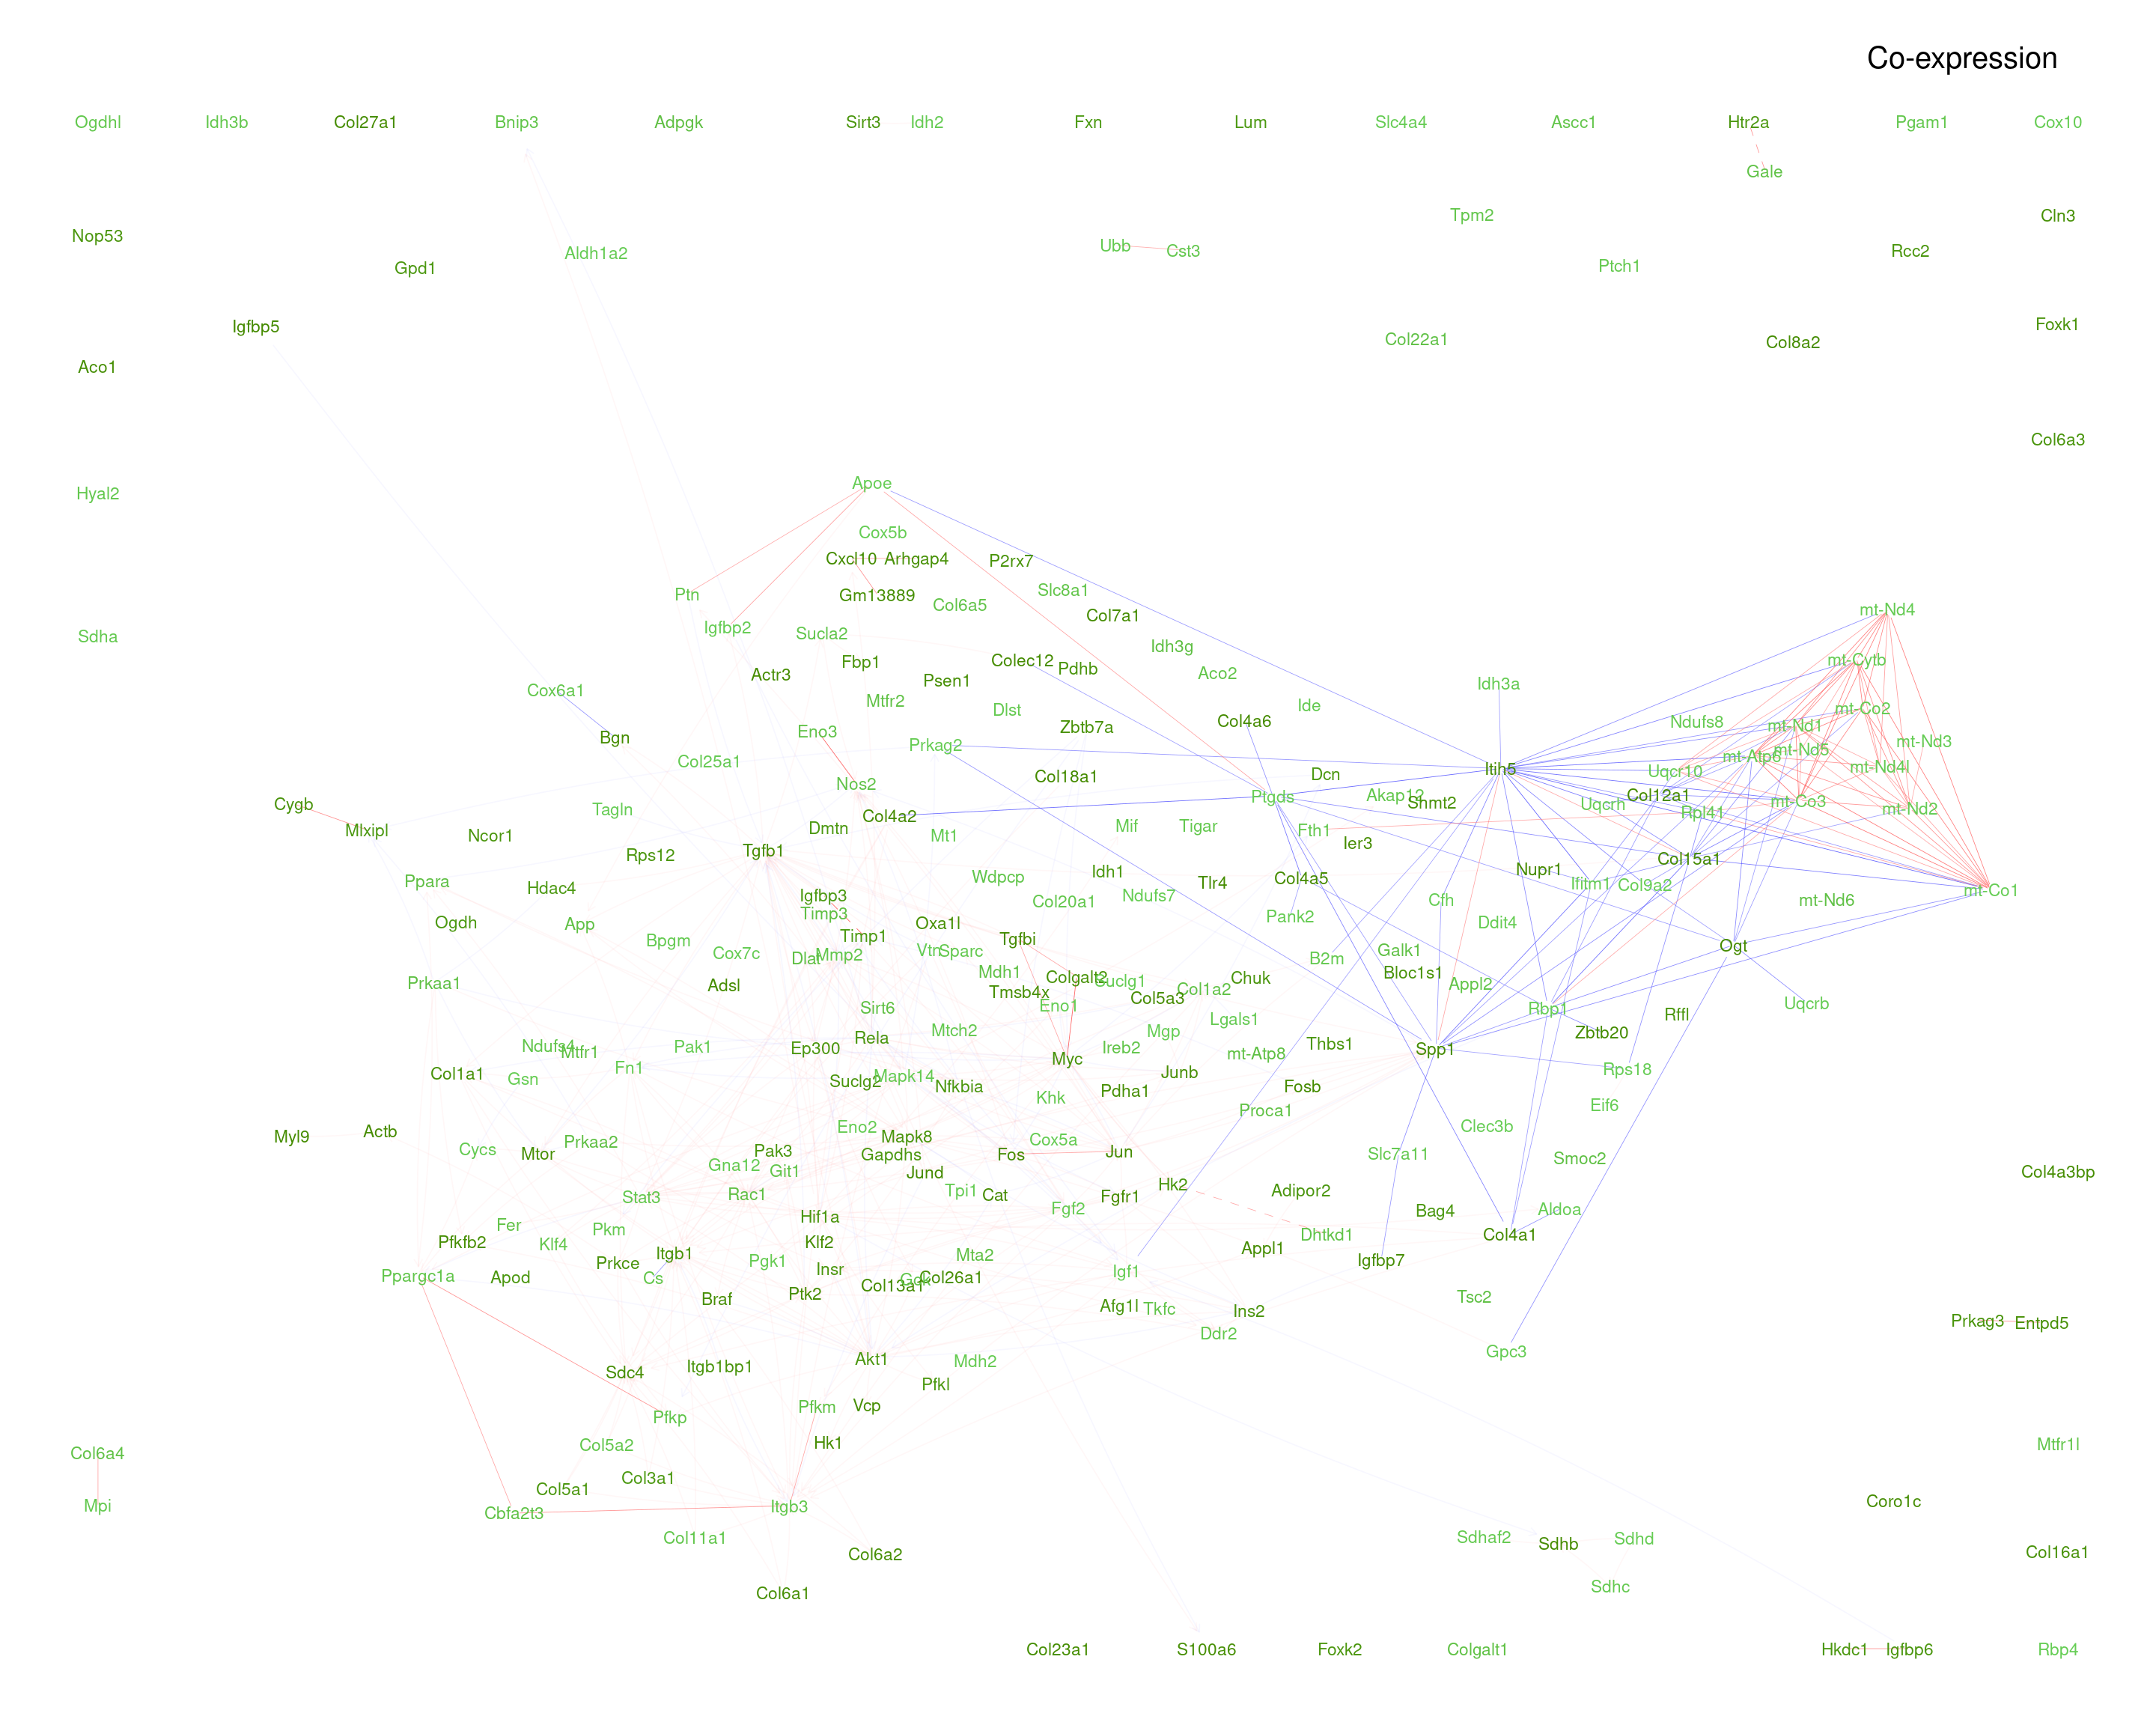 Co-expression
Ogdhl Idh3b Col27a1 Bnip3 Adpgk Sirt3 Idh2 Fxn Lum Slc4a4 Ascc1 Htr2a Pgam1 Cox10
Gale
Tpm2 Cln3
Nop53 Ubb Cst3 Rcc2
Gpd1 Aldh1a2 Ptch1
Igfbp5 Foxk1
Col22a1 Col8a2
Aco1
Col6a3
Apoe
Hyal2
Cox5b
Cxcl10 Arhgap4 P2rx7
Ptn Gm13889 Slc8a1
Col6a5 Col7a1 mt-Nd4
Sdha Igfbp2 Sucla2 Idh3g
Actr3 Fbp1 Colec12 Pdhb Aco2 mt-Cytb
Cox6a1 Psen1 Idh3a
Mtfr2 Dlst Ide mt-Co2
Bgn Eno3 Prkag2 Zbtb7a Col4a6 Ndufs8 mt-Nd1 mt-Nd3
Col25a1 mt-Atp6 mt-Nd5
Nos2 Col18a1 Dcn Itih5 Uqcr10 mt-Nd4l
Cygb Tagln Col4a2 Ptgds Akap12 Shmt2 Uqcrh Col12a1 Rpl41 mt-Co3 mt-Nd2
Mlxipl Ncor1 Dmtn Mt1 Mif Tigar Fth1 Ier3
Rps12 Tgfb1 Col15a1
Ppara Hdac4 Wdpcp Idh1 Tlr4 Col4a5 Nupr1 Ifitm1 Col9a2 mt-Co1
Igfbp3 Col20a1 Ndufs7 Cfh mt-Nd6
Ogdh App Timp3 Oxa1l Pank2 Ddit4
Bpgm Timp1 Tgfbi
Cox7c Dlat Mmp2 Vtn Sparc B2m Galk1 Ogt
Prkaa1 Adsl Mdh1 Colgalt2 Suclg1 Chuk Bloc1s1
Tmsb4x Col5a3 Col1a2 Appl2
Sirt6 Eno1 Rbp1 Uqcrb
Mtch2 Mgp Lgals1 Rffl
Ndufs4 Mtfr1 Pak1 Ep300 Rela Ireb2 mt-Atp8 Thbs1 Spp1 Zbtb20
Col1a1 Gsn Fn1 Suclg2 Mapk14 Nfkbia Myc Junb Rps18
Khk Pdha1 Fosb
Myl9 Actb Eno2 Proca1 Eif6
Cycs Mtor Prkaa2 Pak3 Mapk8 Cox5a Clec3b
Gna12 Git1 Gapdhs Fos Jun Slc7a11 Smoc2
Stat3 Rac1 Jund Hk2 Col4a3bp
Fer Pkm Hif1a Tpi1 Cat Fgf2 Fgfr1 Adipor2 Bag4 Aldoa
Pfkfb2 Klf4 Itgb1 Klf2 Mta2 Appl1 Dhtkd1 Col4a1
Ppargc1a Apod Prkce Cs Pgk1 Insr Igf1 Igfbp7
Braf Ptk2 Col13a1 Col26a1 Afg1l Tkfc Ins2 Tsc2
Ddr2 Prkag3 Entpd5
Sdc4 Itgb1bp1 Akt1 Mdh2 Gpc3
Pfkp Pfkm Vcp Pfkl
Col6a4 Col5a2 Hk1 Mtfr1l
Col5a1 Col3a1
Mpi Cbfa2t3 Itgb3 Coro1c
Col11a1 Col6a2 Sdhaf2 Sdhb Sdhd Col16a1
Col6a1 Sdhc
Col23a1 S100a6 Foxk2 Colgalt1 Hkdc1 Igfbp6 Rbp4